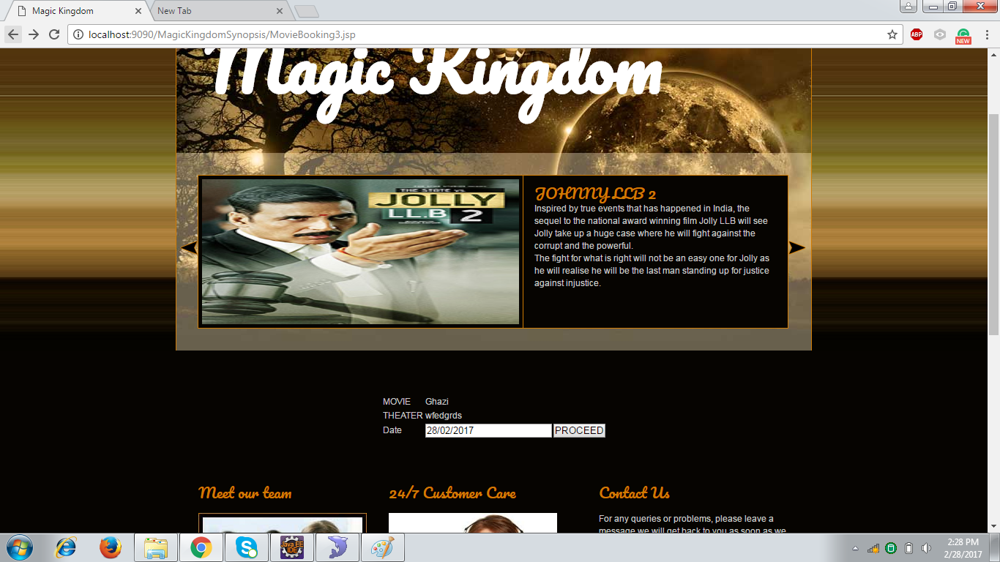 Magic Kingdom
New Tab
localhost:9090/MagicKingdomSynopsis/MovieBooking3.jsp
ABP
NEW
Magic Kingdom
THE STATE vs.
JOLLY
LL.B 2
JOHNNY LLB 2
Inspired by true events that has happened in India, the
sequel to the national award winning film Jolly LLB will see
Jolly take up a huge case where he will fight against the
corrupt and the powerful.
The fight for what is right will not be an easy one for Jolly as
he will realise he will be the last man standing up for justice
against injustice.
MOVIE Ghazi
THEATER wfedgrds
Date 28/02/2017 PROCEED
Meet our team
24/7 Customer Care
Contact Us
For any queries or problems, please leave a
message we will get back to you as soon as we
Java EE
IDE
2:28 PM
2/28/2017